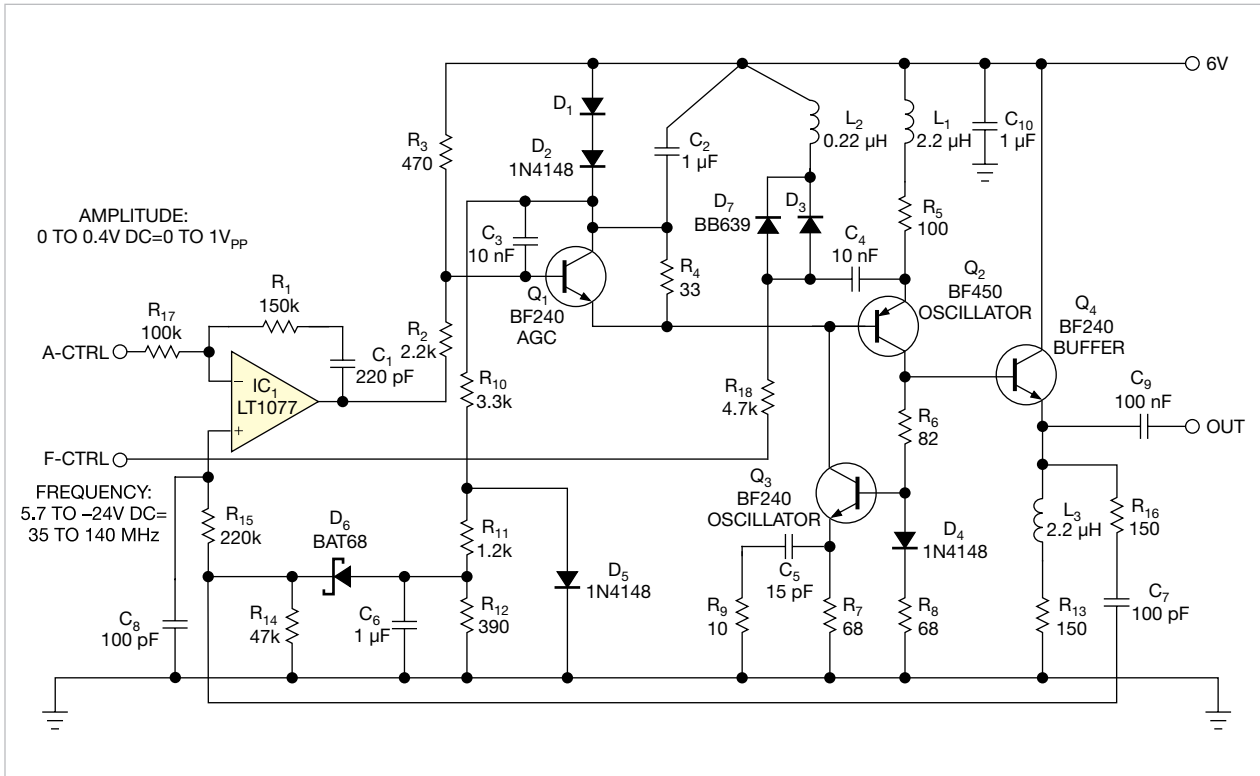 6V
D1
R3
470
D2
1N4148
C2
1 µF
L2
0.22 µH
L1
2.2 µH
C10
1 µF
AMPLITUDE:
0 TO 0.4V DC=0 TO 1VPP
C3
10 nF
D7
BB639
D3
C4
10 nF
R5
100
R4
33
Q1
BF240
AGC
Q2
BF450
OSCILLATOR
Q4
BF240
BUFFER
R1
150k
R17
100k
A-CTRL
C1
220 pF
R2
2.2k
IC1
LT1077
−
+
R10
3.3k
R18
4.7k
R6
82
C9
100 nF
OUT
F-CTRL
FREQUENCY:
5.7 TO –24V DC=
35 TO 140 MHz
Q3
BF240
OSCILLATOR
R15
220k
D6
BAT68
R11
1.2k
D5
1N4148
C5
15 pF
D4
1N4148
L3
2.2 µH
R16
150
C8
100 pF
R14
47k
C6
1 µF
R12
390
R9
10
R7
68
R8
68
R13
150
C7
100 pF